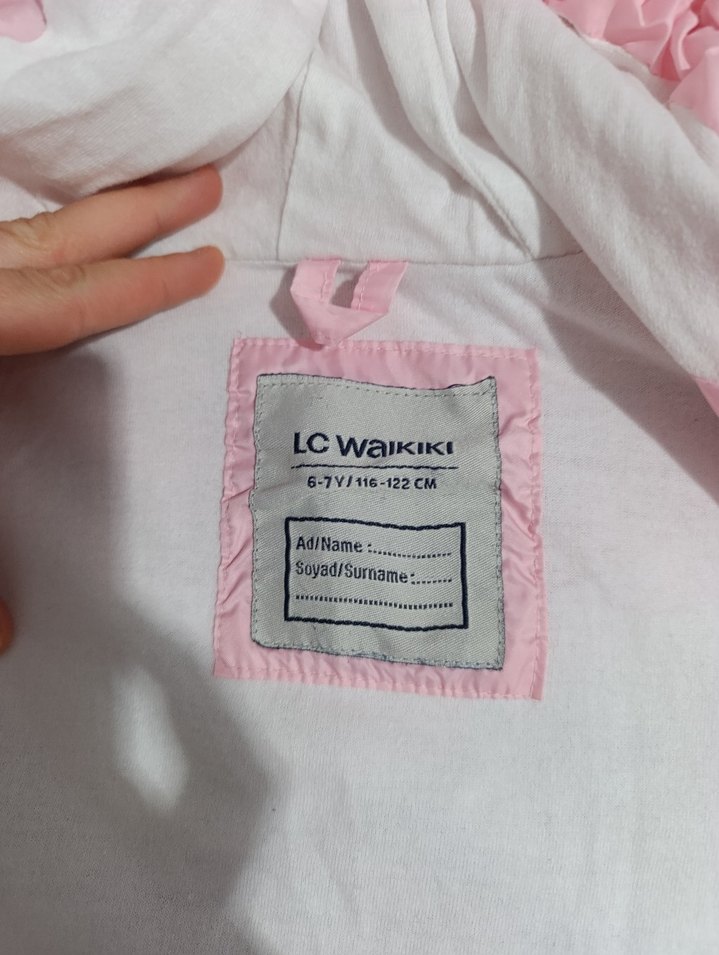 LC Waikiki
6-7 Y / 116-122 CM
Ad/Name :...............
Soyad/Surname:.......
.............................